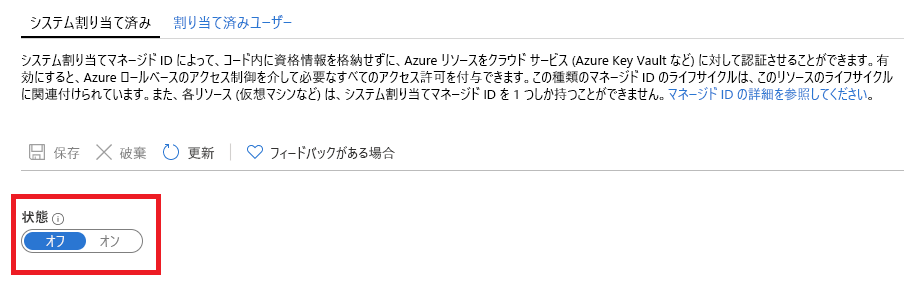 システム割り当て済み 割り当て済みユーザー
システム割り当てマネージド ID によって、コード内に資格情報を格納せずに、Azure リソースをクラウド サービス (Azure Key Vault など) に対して認証させることができます。有
効にすると、Azure ロールベースのアクセス制御を介して必要なすべてのアクセス許可を付与できます。この種類のマネージド ID のライフサイクルは、このリソースのライフサイクル
に関連付けられています。また、各リソース (仮想マシンなど) は、システム割り当てマネージド ID を 1 つしか持つことができません。マネージド ID の詳細を参照してください。
保存 破棄 更新 フィードバックがある場合
状態
オフ オン